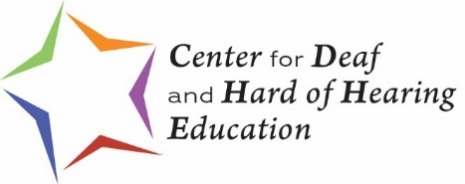 Center for Deaf
and Hard of Hearing
Education